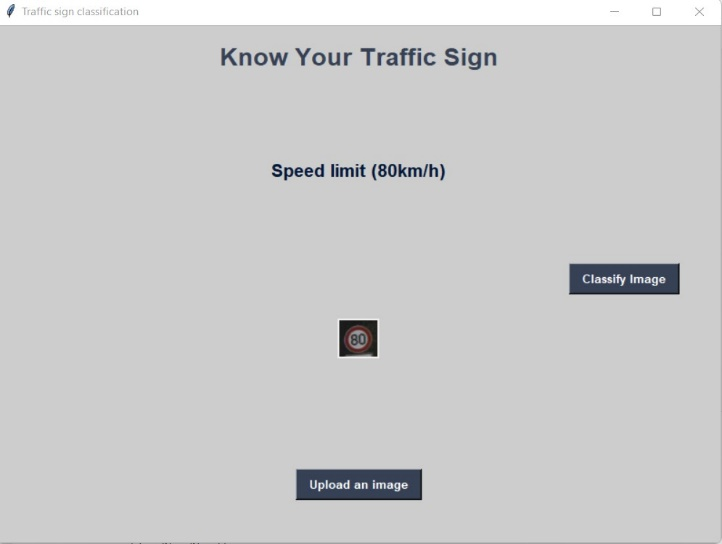 Traffic sign classification
Know Your Traffic Sign
Speed limit (80km/h)
Classify Image
80
Upload an image